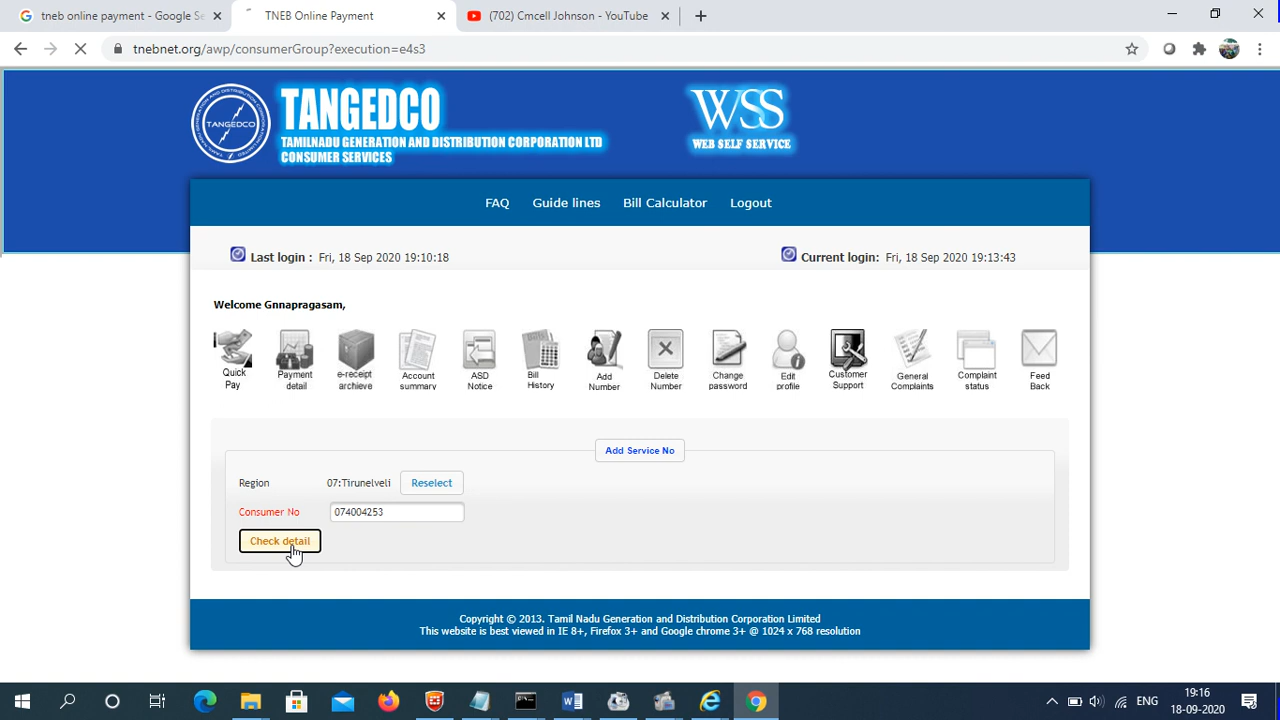 tneb online payment - Google Se
TNEB Online Payment
(702) Cmcell Johnson - YouTube
tnebnet.org/awp/consumerGroup?execution=e4s3
TANGEDCO
TANGEDCO
TAMILNADU GENERATION AND DISTRIBUTION CORPORATION LTD
CONSUMER SERVICES
WSS
WEB SELF SERVICE
FAQ Guide lines Bill Calculator Logout
Last login : Fri, 18 Sep 2020 19:10:18
Current login: Fri, 18 Sep 2020 19:13:43
Welcome Gnnapragasam,
Quick Pay
Payment detail
e-receipt archieve
Account summary
ASD Notice
Bill History
Add Number
Delete Number
Change password
Edit profile
Customer Support
General Complaints
Complaint status
Feed Back
Add Service No
Region 07:Tirunelveli Reselect
Consumer No 074004253
Check detail
Copyright © 2013. Tamil Nadu Generation and Distribution Corporation Limited
This website is best viewed in IE 8+, Firefox 3+ and Google chrome 3+ @ 1024 x 768 resolution
ENG
19:16
18-09-2020